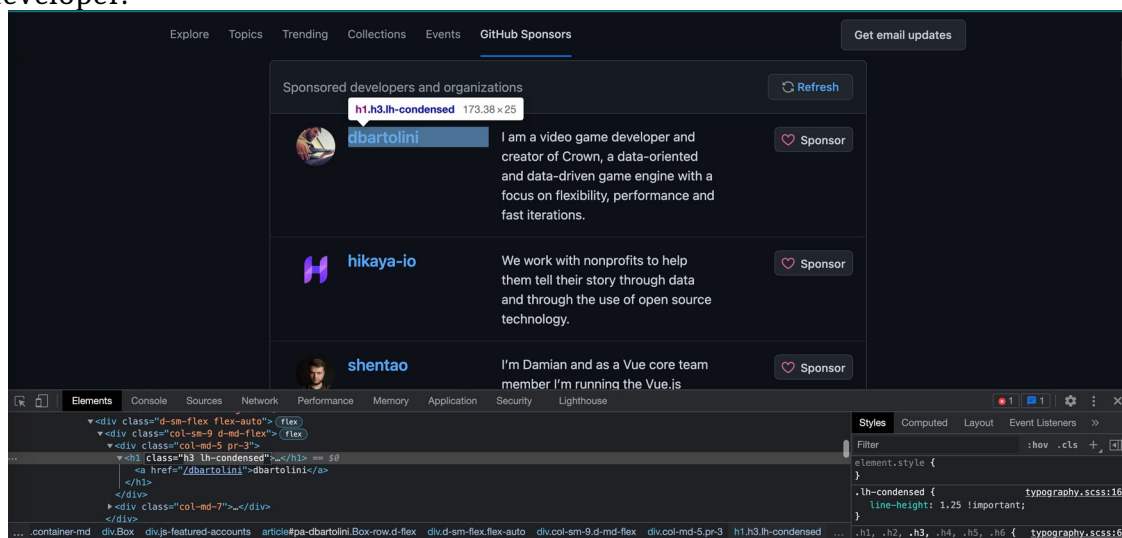 developer.
Explore Topics Trending Collections Events GitHub Sponsors Get email updates
Sponsored developers and organizations Refresh
h1.h3.lh-condensed 173.38×25
dbartolini I am a video game developer and Sponsor
creator of Crown, a data-oriented
and data-driven game engine with a
focus on flexibility, performance and
fast iterations.
hikaya-io We work with nonprofits to help Sponsor
them tell their story through data
and through the use of open source
technology.
shentao I'm Damian and as a Vue core team Sponsor
member I'm running the Vue.js
Elements Console Sources Network Performance Memory Application Security Lighthouse 1 1
<div class="d-sm-flex flex-auto"> flex
<div class="col-sm-9 d-md-flex"> flex
<div class="col-md-5 pr-3">
<h1 class="h3 lh-condensed">…</h1> == $0
<a href="/dbartolini">dbartolini</a>
</h1>
</div>
<div class="col-md-7">…</div>
</div>
... .container-md div.Box div.js-featured-accounts article#pa-dbartolini.Box-row.d-flex div.d-sm-flex.flex-auto div.col-sm-9.d-md-flex div.col-md-5.pr-3 h1.h3.lh-condensed ...
Styles Computed Layout Event Listeners »
Filter :hov .cls +
element.style {
}
.lh-condensed { typography.scss:16
line-height: 1.25 !important;
}
.h1, .h2, .h3, .h4, .h5, .h6 { typography.scss:6